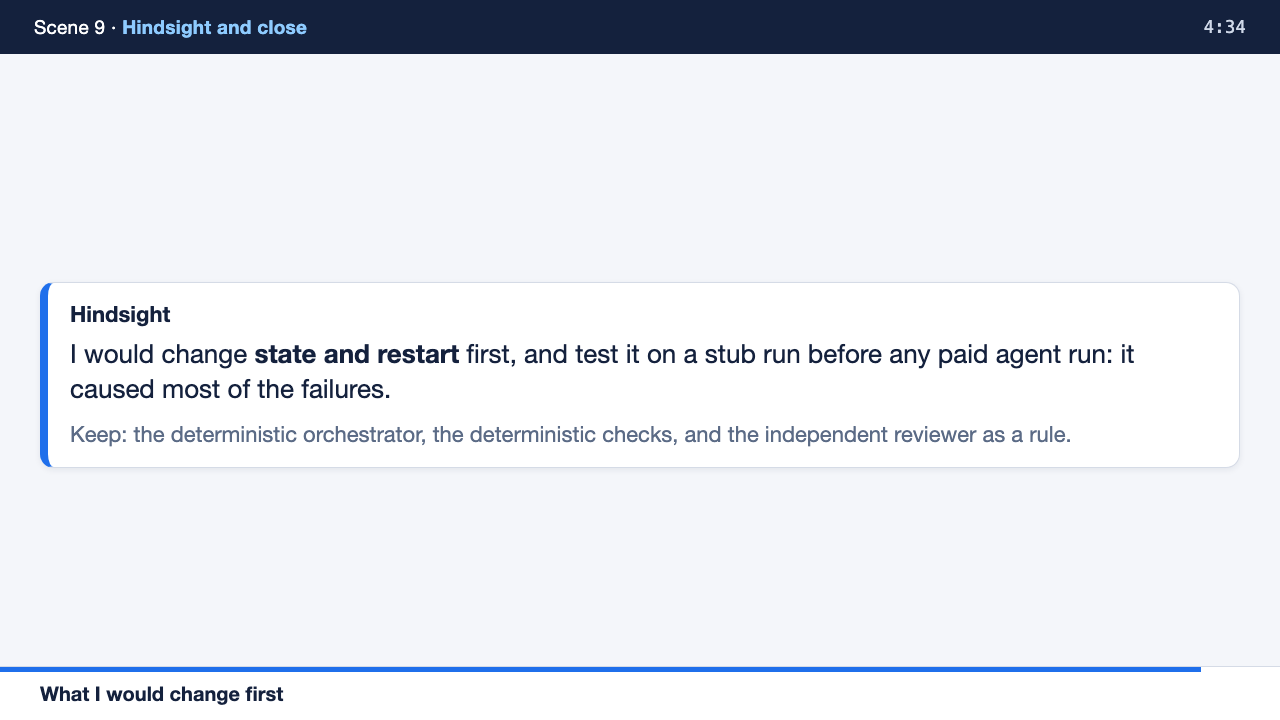 Scene 9 · Hindsight and close
4:34
Hindsight
I would change state and restart first, and test it on a stub run before any paid agent run: it
caused most of the failures.
Keep: the deterministic orchestrator, the deterministic checks, and the independent reviewer as a rule.
What I would change first